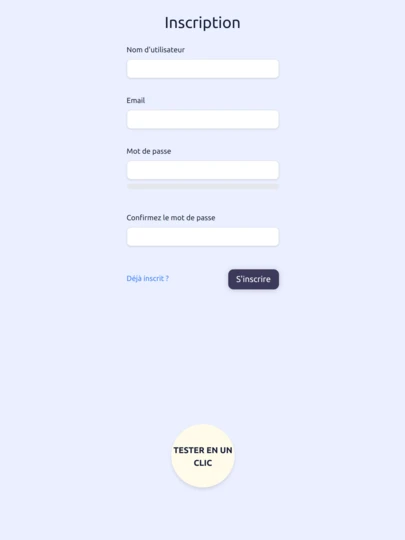 Inscription
Nom d'utilisateur
Email
Mot de passe
Confirmez le mot de passe
Déjà inscrit ?
S'inscrire
TESTER EN UN
CLIC